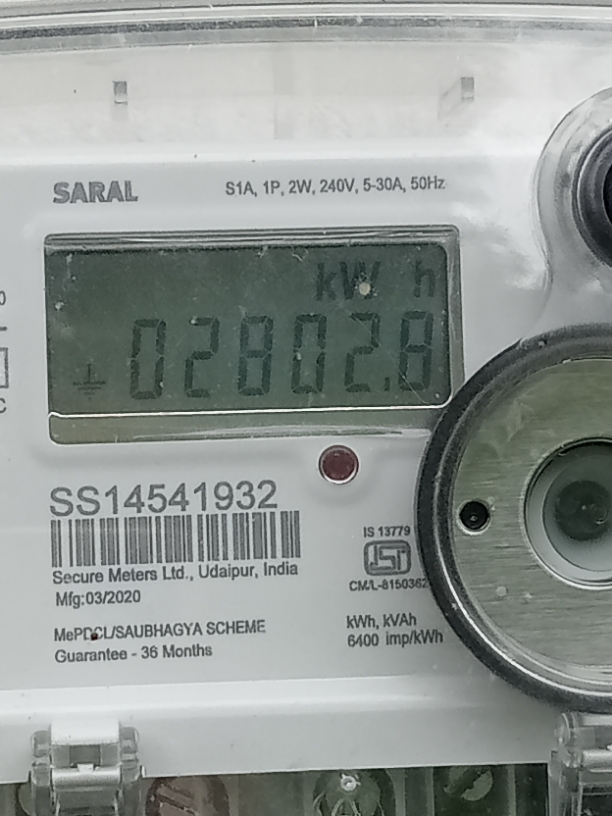 SARAL
S1A, 1P, 2W, 240V, 5-30A, 50Hz
kW h
02802.8
SS14541932
IS 13779
ISI
Secure Meters Ltd., Udaipur, India
CM/L-8150362
Mfg:03/2020
MePDCL/SAUBHAGYA SCHEME
kWh, kVAh
Guarantee - 36 Months
6400 imp/kWh